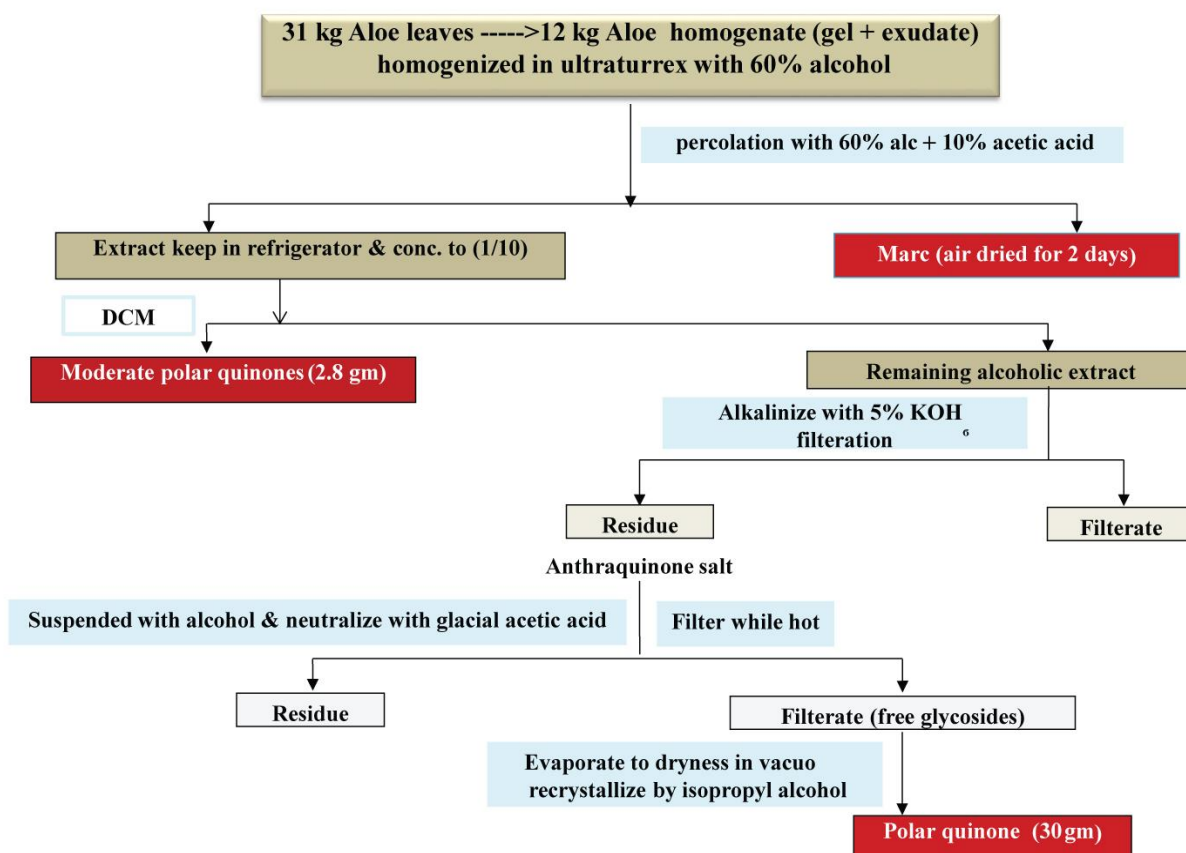 31 kg Aloe leaves ----->12 kg Aloe homogenate (gel + exudate)
homogenized in ultraturrex with 60% alcohol
percolation with 60% alc + 10% acetic acid
Extract keep in refrigerator & conc. to (1/10)
Marc (air dried for 2 days)
DCM
Moderate polar quinones (2.8 gm)
Remaining alcoholic extract
Alkalinize with 5% KOH
filteration
Residue
Filterate
Anthraquinone salt
Suspended with alcohol & neutralize with glacial acetic acid
Filter while hot
Residue
Filterate (free glycosides)
Evaporate to dryness in vacuo
recrystallize by isopropyl alcohol
Polar quinone (30 gm)